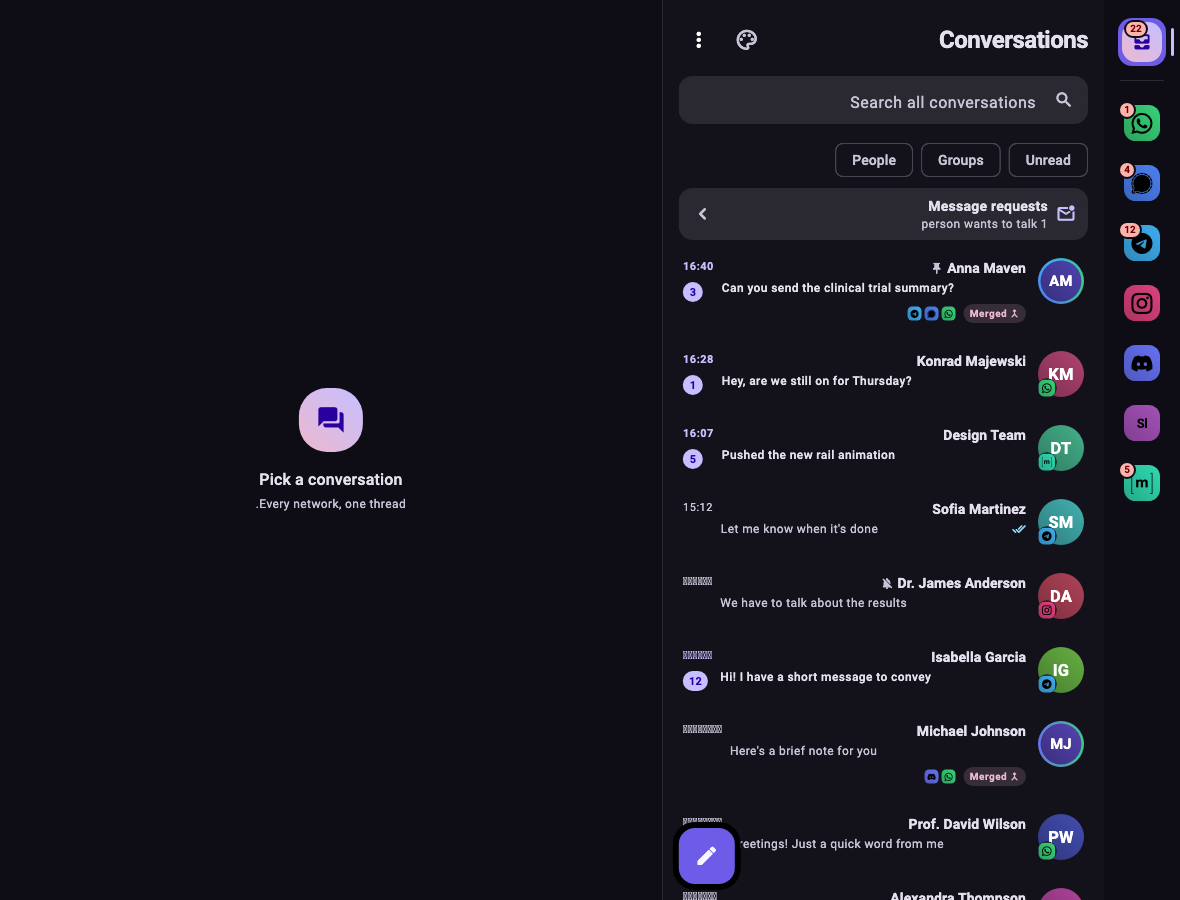 Conversations
22
Search all conversations
People Groups Unread
Message requests
person wants to talk 1
1
4
12
SI
5
[m]
16:40 Anna Maven AM
3 Can you send the clinical trial summary?
Merged
16:28 Konrad Majewski KM
1 Hey, are we still on for Thursday?
16:07 Design Team DT
5 Pushed the new rail animation
[m]
15:12 Sofia Martinez SM
Let me know when it's done
Dr. James Anderson DA
We have to talk about the results
Isabella Garcia IG
12 Hi! I have a short message to convey
Michael Johnson MJ
Here's a brief note for you
Merged
Prof. David Wilson PW
Just a quick word from me
Alexandra Thompson
Pick a conversation
.Every network, one thread